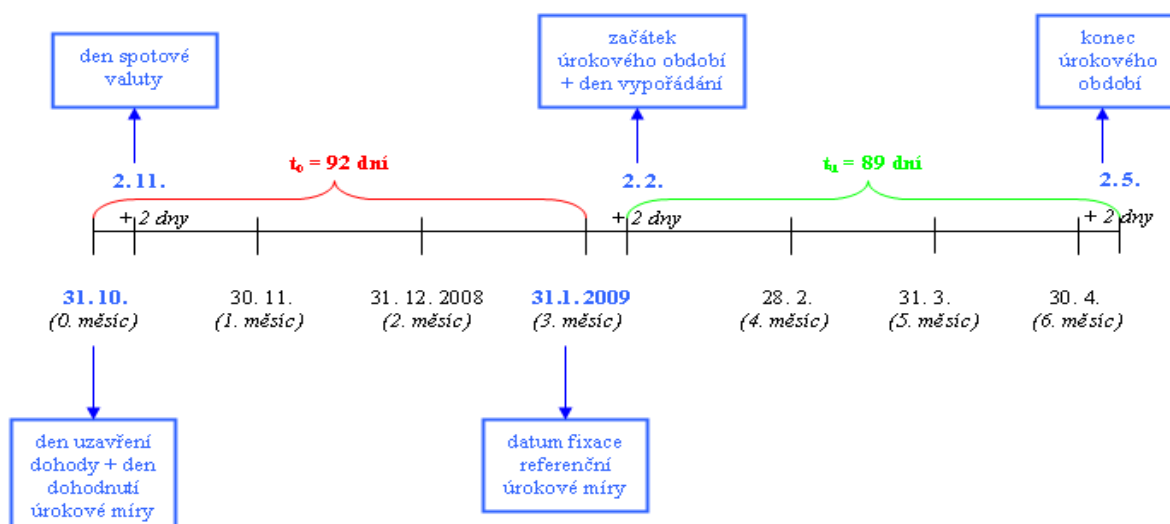 den spotové
valuty
začátek
úrokového období
+ den vypořádání
konec
úrokového
období
t₀ = 92 dní
t₁ = 89 dní
2.11.
2.2.
2.5.
+ 2 dny
+ 2 dny
+ 2 dny
31.10.
(0. měsíc)
30. 11.
(1. měsíc)
31. 12. 2008
(2. měsíc)
31.1.2009
(3. měsíc)
28. 2.
(4. měsíc)
31. 3.
(5. měsíc)
30. 4.
(6. měsíc)
den uzavření
dohody + den
dohodnutí
úrokové míry
datum fixace
referenční
úrokové míry